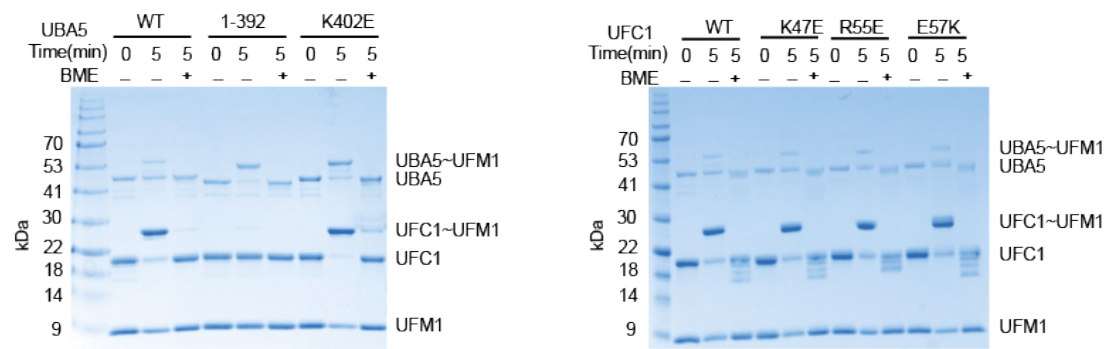 UBA5 WT 1-392 K402E
Time(min) 0 5 5 0 5 5 0 5 5
BME – – + – – + – – +
70
53
41
30
22
18
14
9
kDa
UBA5~UFM1
UBA5
UFC1~UFM1
UFC1
UFM1
UFC1 WT K47E R55E E57K
Time(min) 0 5 5 0 5 5 0 5 5 0 5 5
BME – – + – – + – – + – – +
70
53
41
30
22
18
14
9
kDa
UBA5~UFM1
UBA5
UFC1~UFM1
UFC1
UFM1